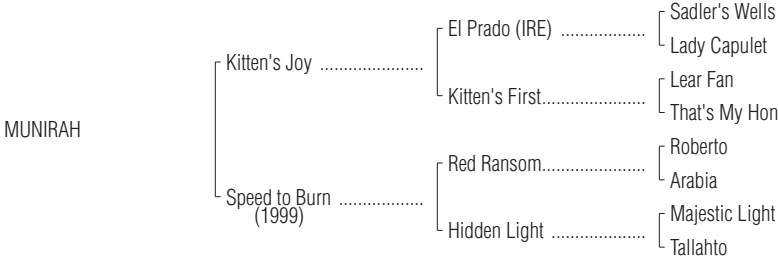 Sadler's Wells
El Prado (IRE) ..................
Lady Capulet
Kitten's Joy ......................
Lear Fan
Kitten's First......................
That's My Hon
MUNIRAH
Roberto
Red Ransom......................
Arabia
Speed to Burn ..................
(1999)
Majestic Light
Hidden Light ....................
Tallahto